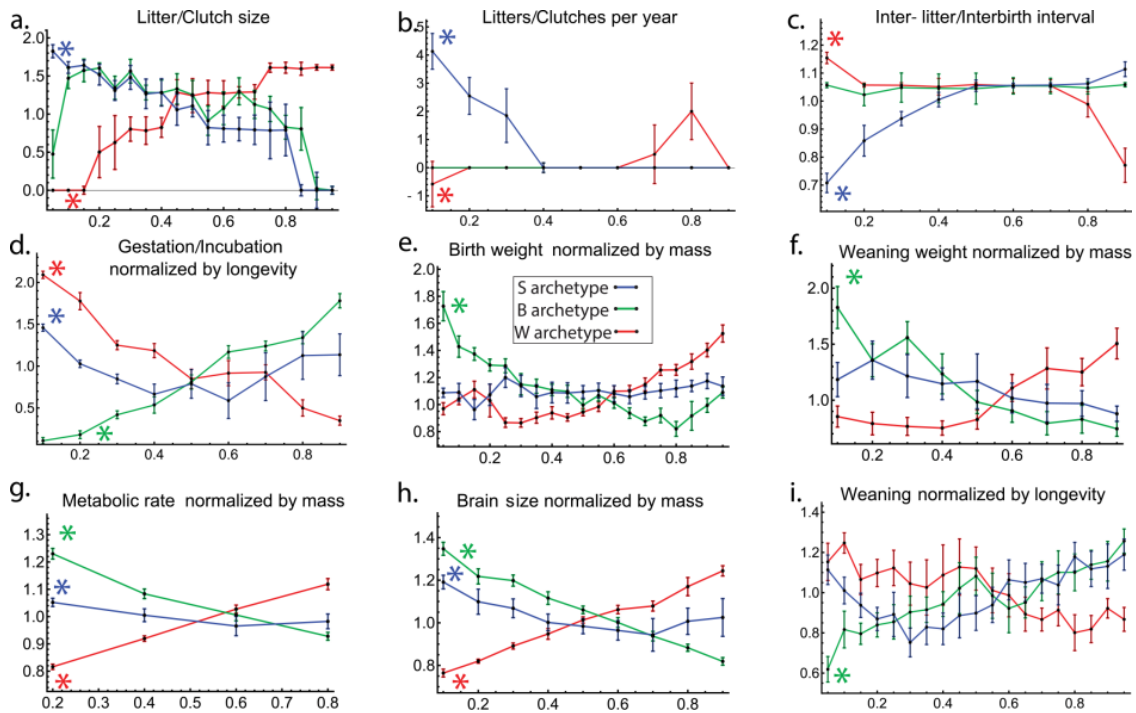 a. Litter/Clutch size
2.0
1.5
1.0
0.5
0.0
0.2 0.4 0.6 0.8
b. Litters/Clutches per year
5
4
3
2
1
0
-1
0.2 0.4 0.6 0.8
c. Inter- litter/Interbirth interval
1.2
1.1
1.0
0.9
0.8
0.7
0.2 0.4 0.6 0.8
d. Gestation/Incubation
normalized by longevity
2.0
1.5
1.0
0.5
0.2 0.4 0.6 0.8
e. Birth weight normalized by mass
S archetype
B archetype
W archetype
2.0
1.8
1.6
1.4
1.2
1.0
0.8
0.2 0.4 0.6 0.8
f. Weaning weight normalized by mass
2.0
1.5
1.0
0.2 0.4 0.6 0.8
g. Metabolic rate normalized by mass
1.3
1.2
1.1
1.0
0.9
0.8
0.2 0.3 0.4 0.5 0.6 0.7 0.8
h. Brain size normalized by mass
1.4
1.2
1.0
0.8
0.2 0.4 0.6 0.8
i. Weaning normalized by longevity
1.4
1.2
1.0
0.8
0.6
0.2 0.4 0.6 0.8